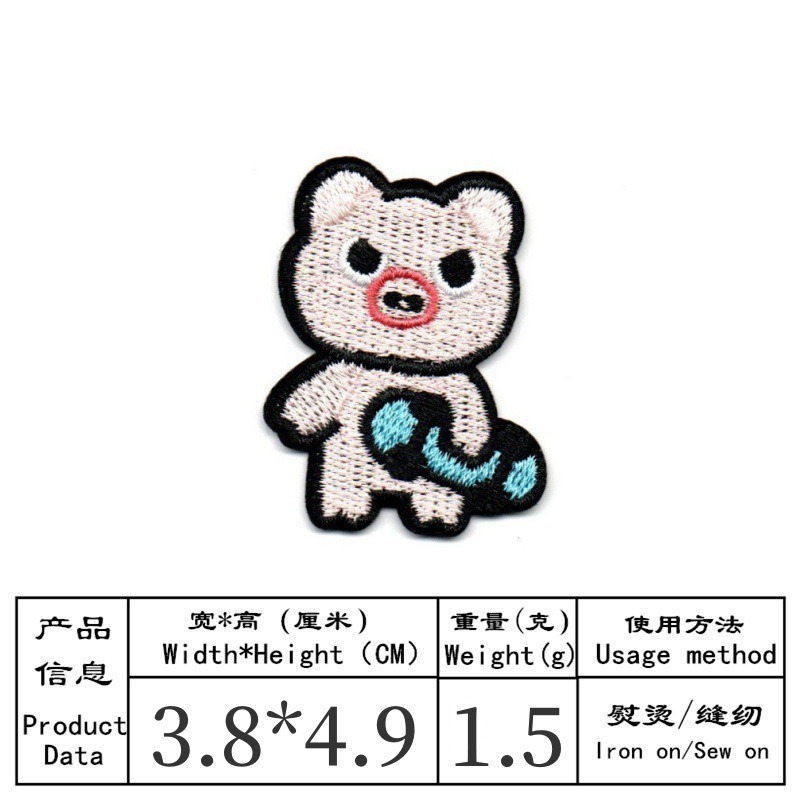 产品
信息
Product
Data
宽*高 (厘米)
Width*Height (CM)
重量(克)
Weight(g)
使用方法
Usage method
3.8*4.9
1.5
熨烫/缝纫
Iron on/Sew on